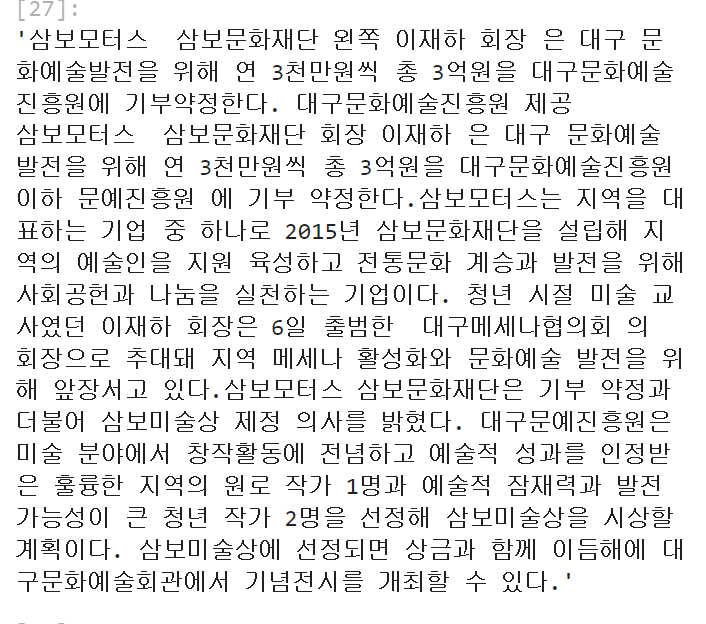 [27]:
'삼보모터스  삼보문화재단 왼쪽 이재하 회장 은 대구 문
화예술발전을 위해 연 3천만원씩 총 3억원을 대구문화예술
진흥원에 기부약정한다. 대구문화예술진흥원 제공
삼보모터스  삼보문화재단 회장 이재하 은 대구 문화예술
발전을 위해 연 3천만원씩 총 3억원을 대구문화예술진흥원
이하 문예진흥원 에 기부 약정한다.삼보모터스는 지역을 대
표하는 기업 중 하나로 2015년 삼보문화재단을 설립해 지
역의 예술인을 지원 육성하고 전통문화 계승과 발전을 위해
사회공헌과 나눔을 실천하는 기업이다. 청년 시절 미술 교
사였던 이재하 회장은 6일 출범한  대구메세나협의회 의
회장으로 추대돼 지역 메세나 활성화와 문화예술 발전을 위
해 앞장서고 있다.삼보모터스 삼보문화재단은 기부 약정과
더불어 삼보미술상 제정 의사를 밝혔다. 대구문예진흥원은
미술 분야에서 창작활동에 전념하고 예술적 성과를 인정받
은 훌륭한 지역의 원로 작가 1명과 예술적 잠재력과 발전
가능성이 큰 청년 작가 2명을 선정해 삼보미술상을 시상할
계획이다. 삼보미술상에 선정되면 상금과 함께 이듬해에 대
구문화예술회관에서 기념전시를 개최할 수 있다.'